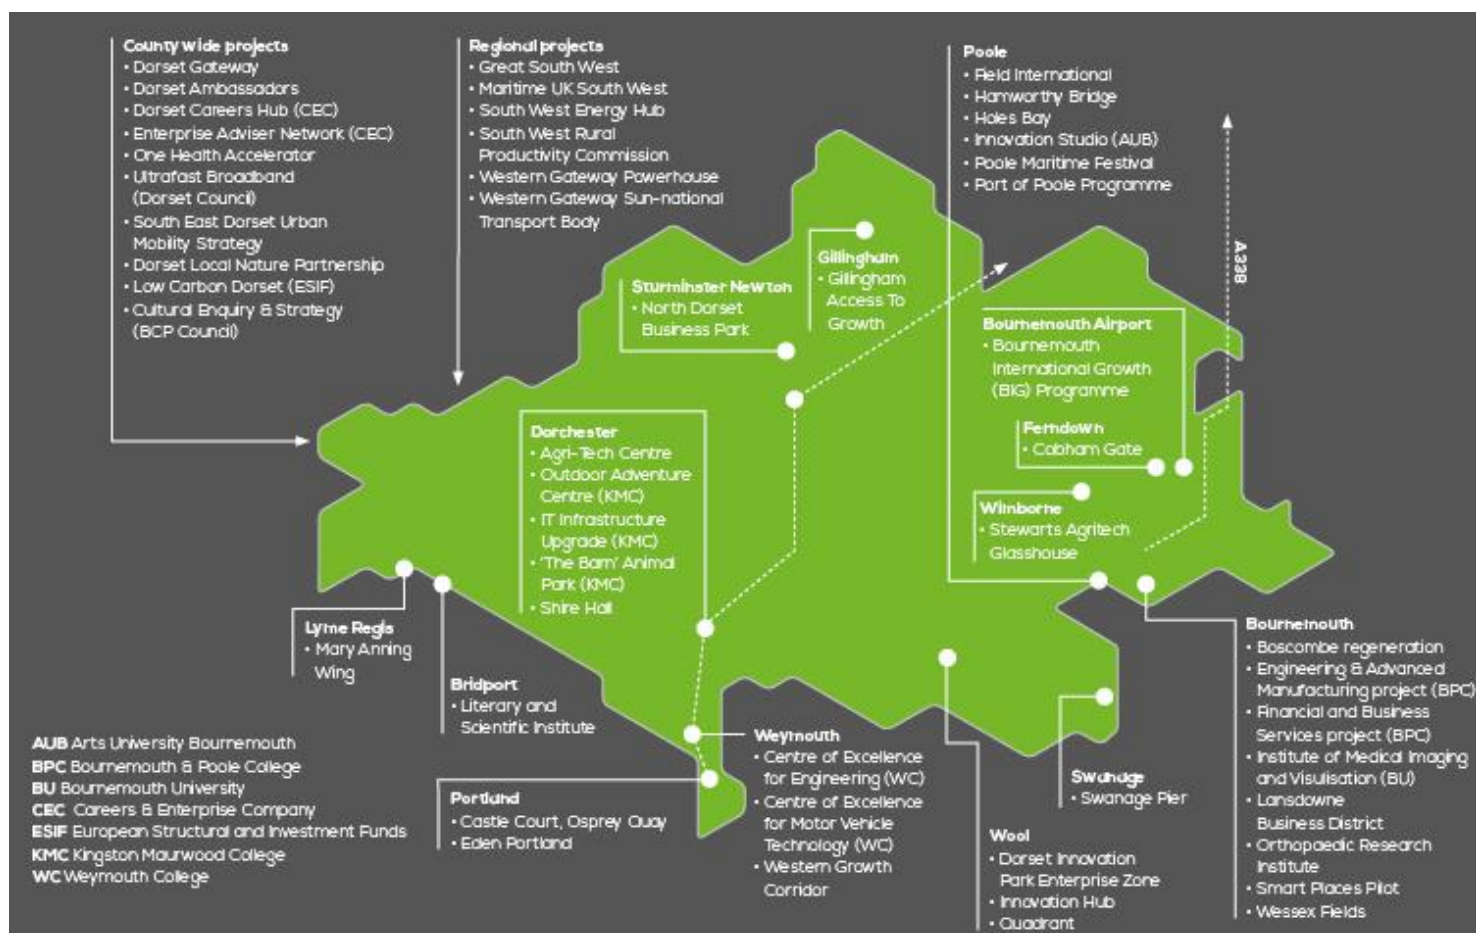 County wide projects
• Dorset Gateway
• Dorset Ambassadors
• Dorset Careers Hub (CEC)
• Enterprise Adviser Network (CEC)
• One Health Accelerator
• Ultrafast Broadband
(Dorset Council)
• South East Dorset Urban
Mobility Strategy
• Dorset Local Nature Partnership
• Low Carbon Dorset (ESIF)
• Cultural Enquiry & Strategy
(BCP Council)
Regional projects
• Great South West
• Maritime UK South West
• South West Energy Hub
• South West Rural
Productivity Commission
• Western Gateway Powerhouse
• Western Gateway Sun-national
Transport Body
Poole
• Field International
• Hamworthy Bridge
• Holes Bay
• Innovation Studio (AUB)
• Poole Maritime Festival
• Port of Poole Programme
A338
Gillingham
• Gillingham
Access To
Growth
Sturminster Newton
• North Dorset
Business Park
Bournemouth Airport
• Bournemouth
International Growth
(BIG) Programme
Ferndown
• Cobham Gate
Wimborne
• Stewarts Agritech
Glasshouse
Dorchester
• Agri-Tech Centre
• Outdoor Adventure
Centre (KMC)
• IT Infrastructure
Upgrade (KMC)
• 'The Barn' Animal
Park (KMC)
• Shire Hall
Lyme Regis
• Mary Anning
Wing
Bridport
• Literary and
Scientific Institute
Portland
• Castle Court, Osprey Quay
• Eden Portland
Weymouth
• Centre of Excellence
for Engineering (WC)
• Centre of Excellence
for Motor Vehicle
Technology (WC)
• Western Growth
Corridor
Wool
• Dorset Innovation
Park Enterprise Zone
• Innovation Hub
• Quadrant
Swanage
• Swanage Pier
Bournemouth
• Boscombe regeneration
• Engineering & Advanced
Manufacturing project (BPC)
• Financial and Business
Services project (BPC)
• Institute of Medical Imaging
and Visulisation (BU)
• Lansdowne
Business District
• Orthopaedic Research
Institute
• Smart Places Pilot
• Wessex Fields
AUB Arts University Bournemouth
BPC Bournemouth & Poole College
BU Bournemouth University
CEC Careers & Enterprise Company
ESIF European Structural and Investment Funds
KMC Kingston Maurwood College
WC Weymouth College